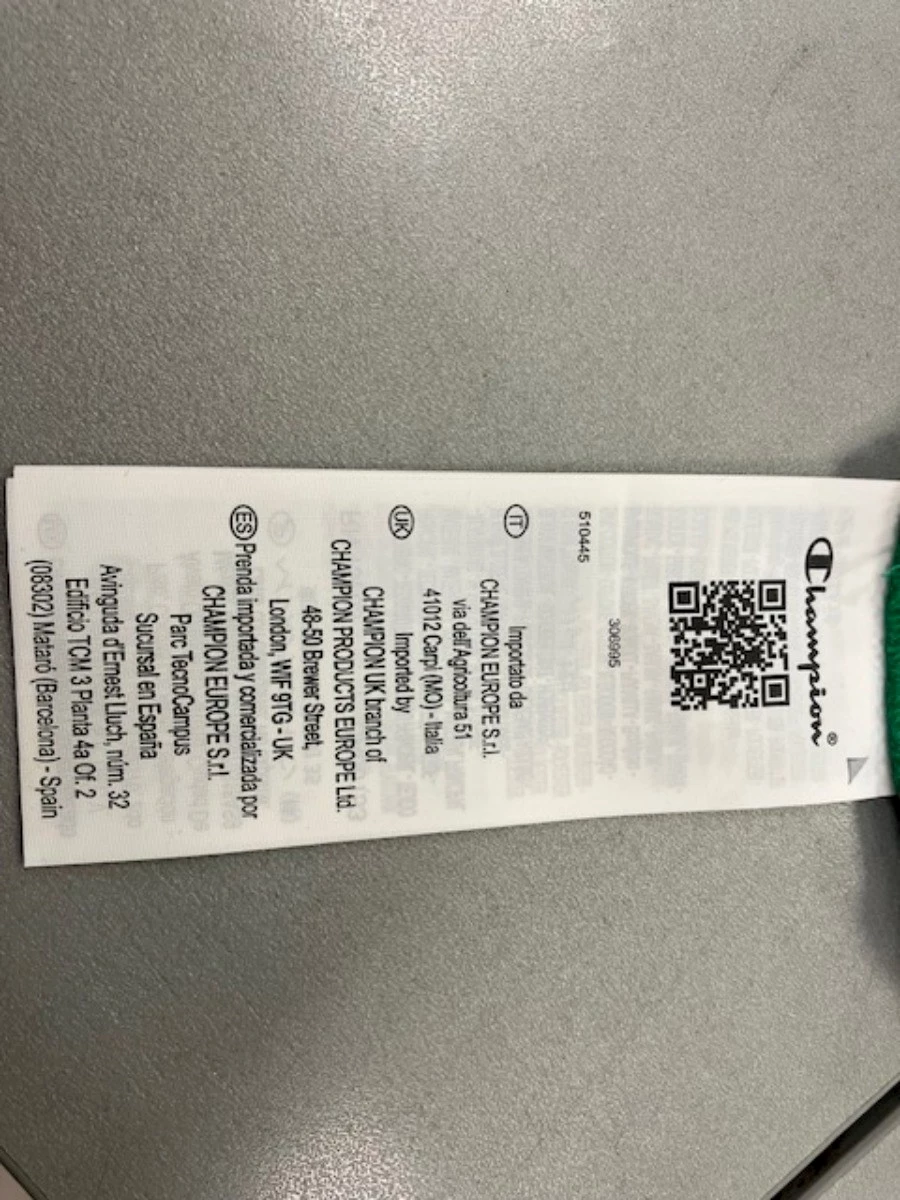 Champion®
306995
510445
IT
Importato da
CHAMPION EUROPE S.r.l.
via dell'Agricoltura 51
41012 Carpi (MO) - Italia
UK
Imported by
CHAMPION UK branch of
CHAMPION PRODUCTS EUROPE Ltd.
48-50 Brewer Street,
London, WIF 9TG - UK
ES Prenda importada y comercializada por
CHAMPION EUROPE S.r.l.
Parc TecnoCampus
Sucursal en España
Avinguda d'Ernest Lluch, núm. 32
Edificio TCM 3 Planta 4a Of. 2
(08302) Mataró (Barcelona) - Spain